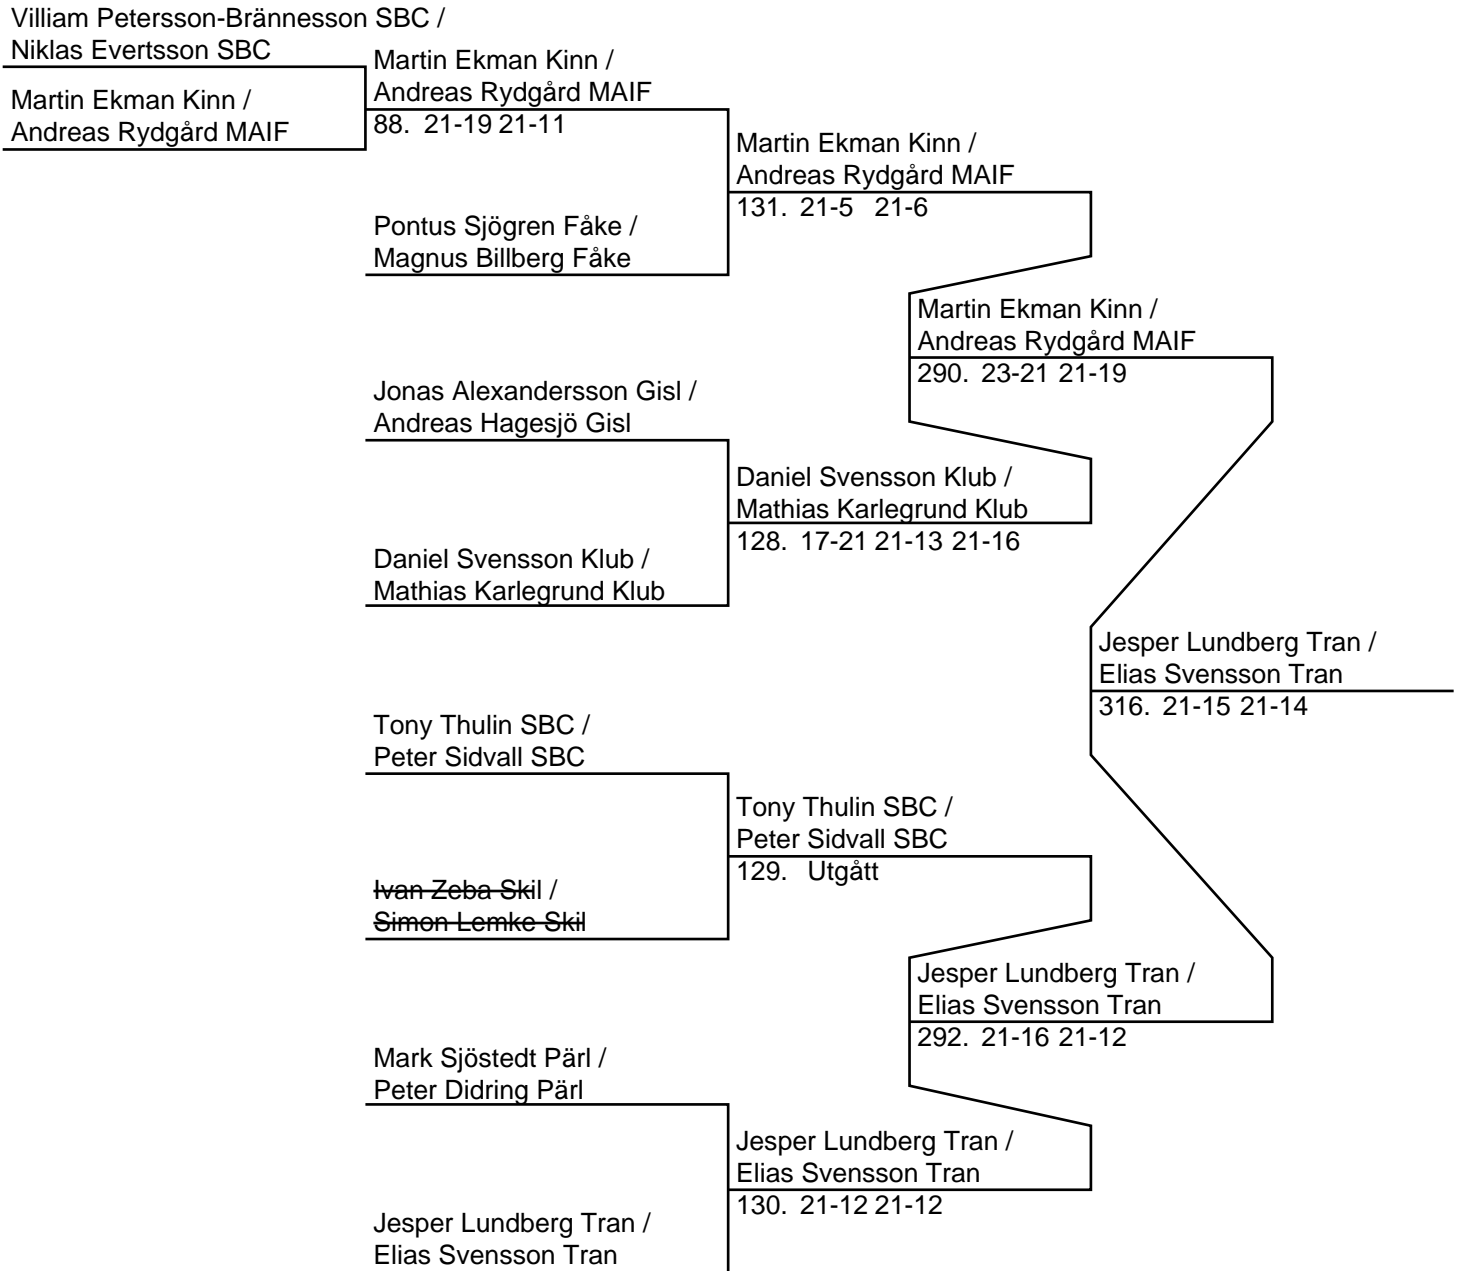 Villiam Petersson-Brännesson SBC /
Niklas Evertsson SBC
Martin Ekman Kinn /
Andreas Rydgård MAIF
Martin Ekman Kinn /
Andreas Rydgård MAIF
88. 21-19 21-11
Pontus Sjögren Fåke /
Magnus Billberg Fåke
Martin Ekman Kinn /
Andreas Rydgård MAIF
131. 21-5 21-6
Jonas Alexandersson Gisl /
Andreas Hagesjö Gisl
Daniel Svensson Klub /
Mathias Karlegrund Klub
Daniel Svensson Klub /
Mathias Karlegrund Klub
128. 17-21 21-13 21-16
Martin Ekman Kinn /
Andreas Rydgård MAIF
290. 23-21 21-19
Tony Thulin SBC /
Peter Sidvall SBC
Ivan Zeba Skil /
Simon Lemke Skil
Tony Thulin SBC /
Peter Sidvall SBC
129. Utgått
Mark Sjöstedt Pärl /
Peter Didring Pärl
Jesper Lundberg Tran /
Elias Svensson Tran
Jesper Lundberg Tran /
Elias Svensson Tran
130. 21-12 21-12
Jesper Lundberg Tran /
Elias Svensson Tran
292. 21-16 21-12
Jesper Lundberg Tran /
Elias Svensson Tran
316. 21-15 21-14